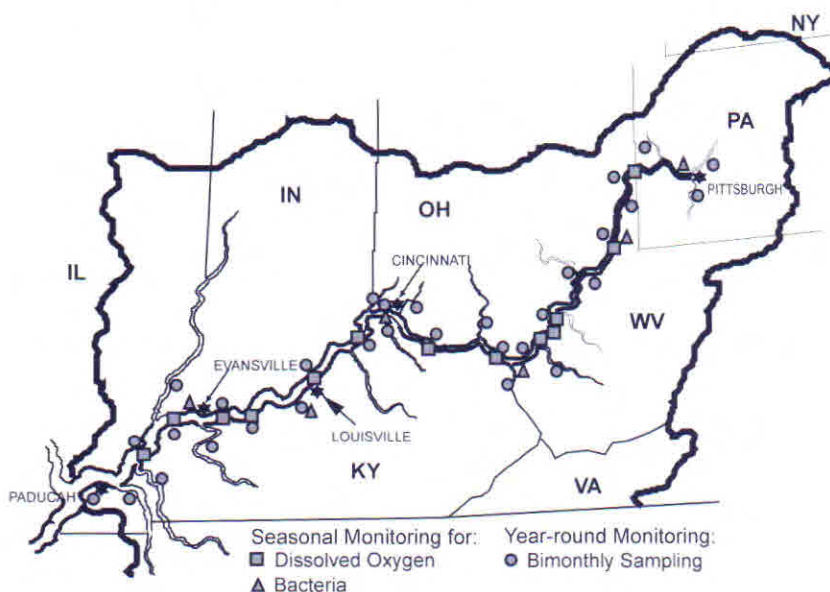 NY
PA
PITTSBURGH
IN
OH
CINCINNATI
IL
WV
EVANSVILLE
LOUISVILLE
KY
VA
PADUCAH
Seasonal Monitoring for: Year-round Monitoring:
Dissolved Oxygen Bimonthly Sampling
Bacteria